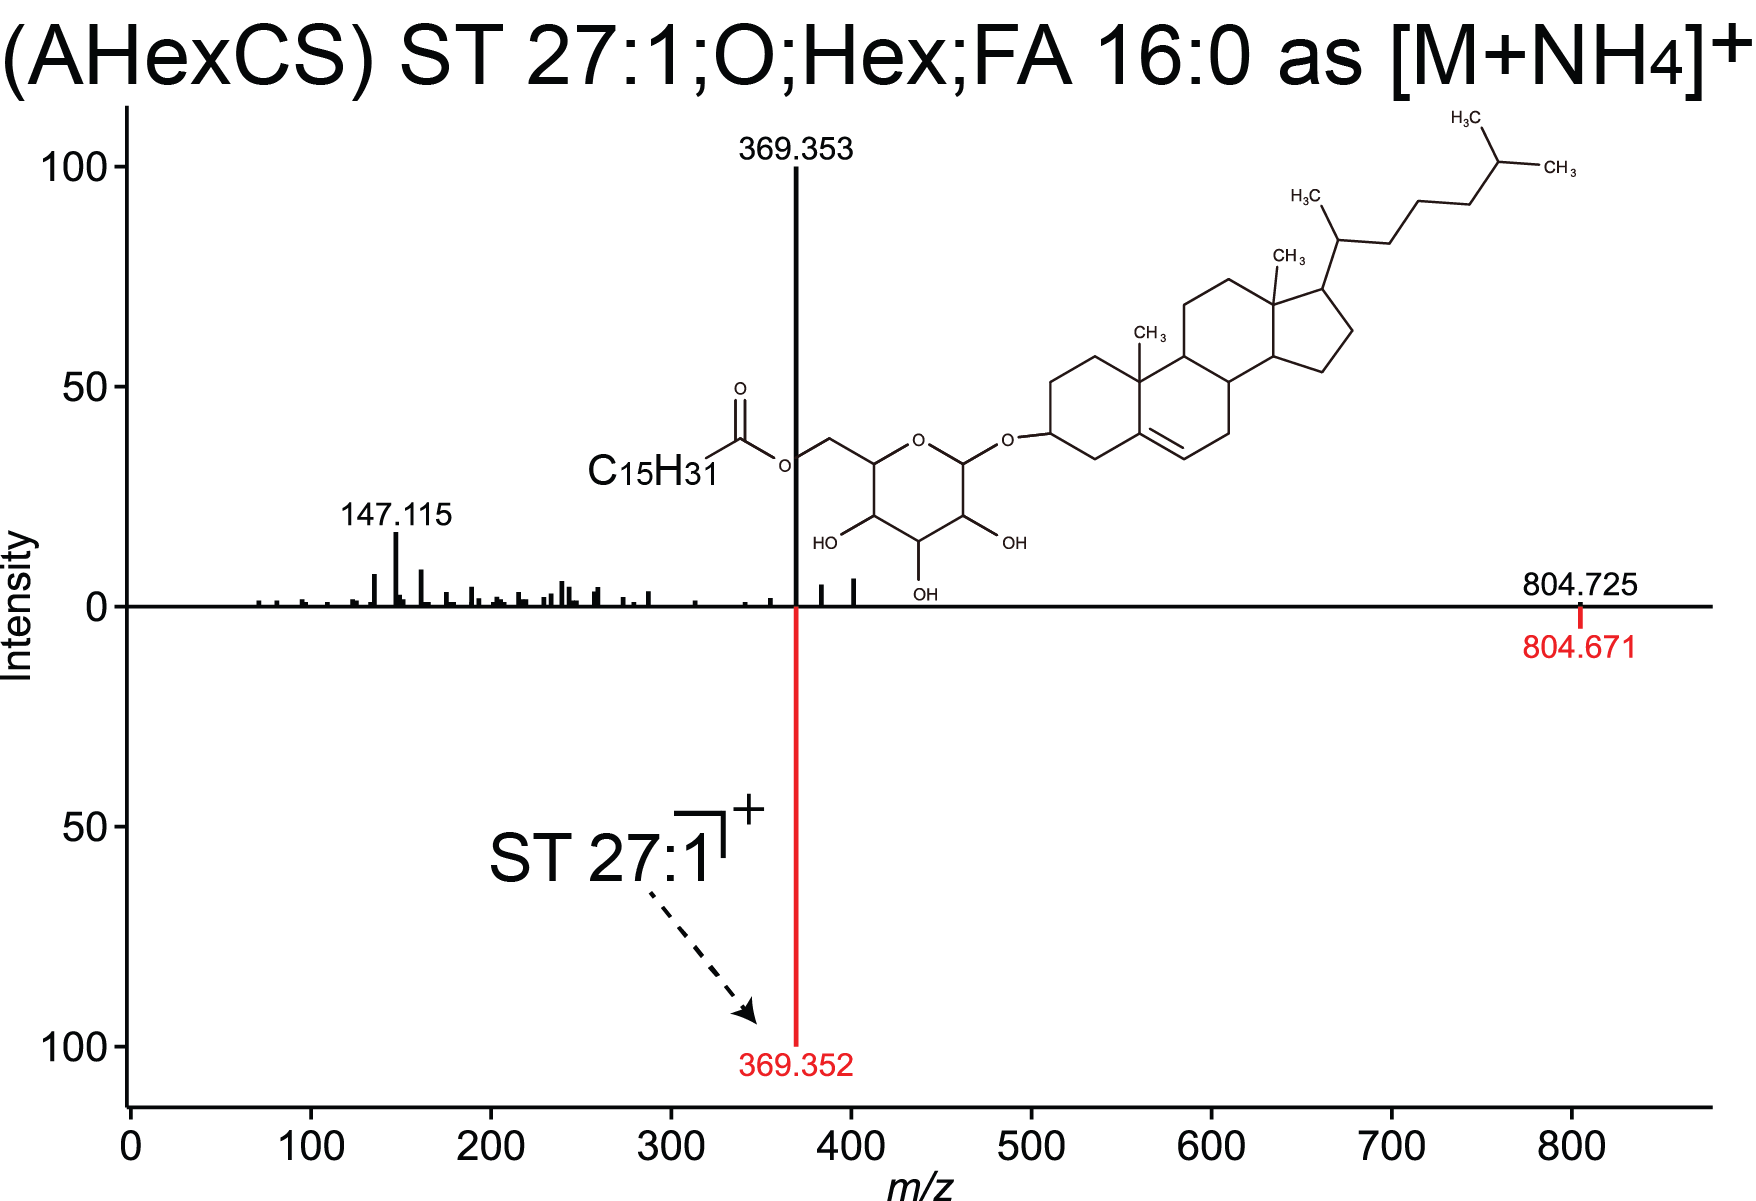 (AHexCS) ST 27:1;O;Hex;FA 16:0 as [M+NH4]+
H3C
CH3
H3C
CH3
CH3
369.353
100
50
0
50
100
Intensity
O
C15H31
O
O
O
HO
OH
OH
147.115
804.725
804.671
ST 27:1+
369.352
0 100 200 300 400 500 600 700 800
m/z